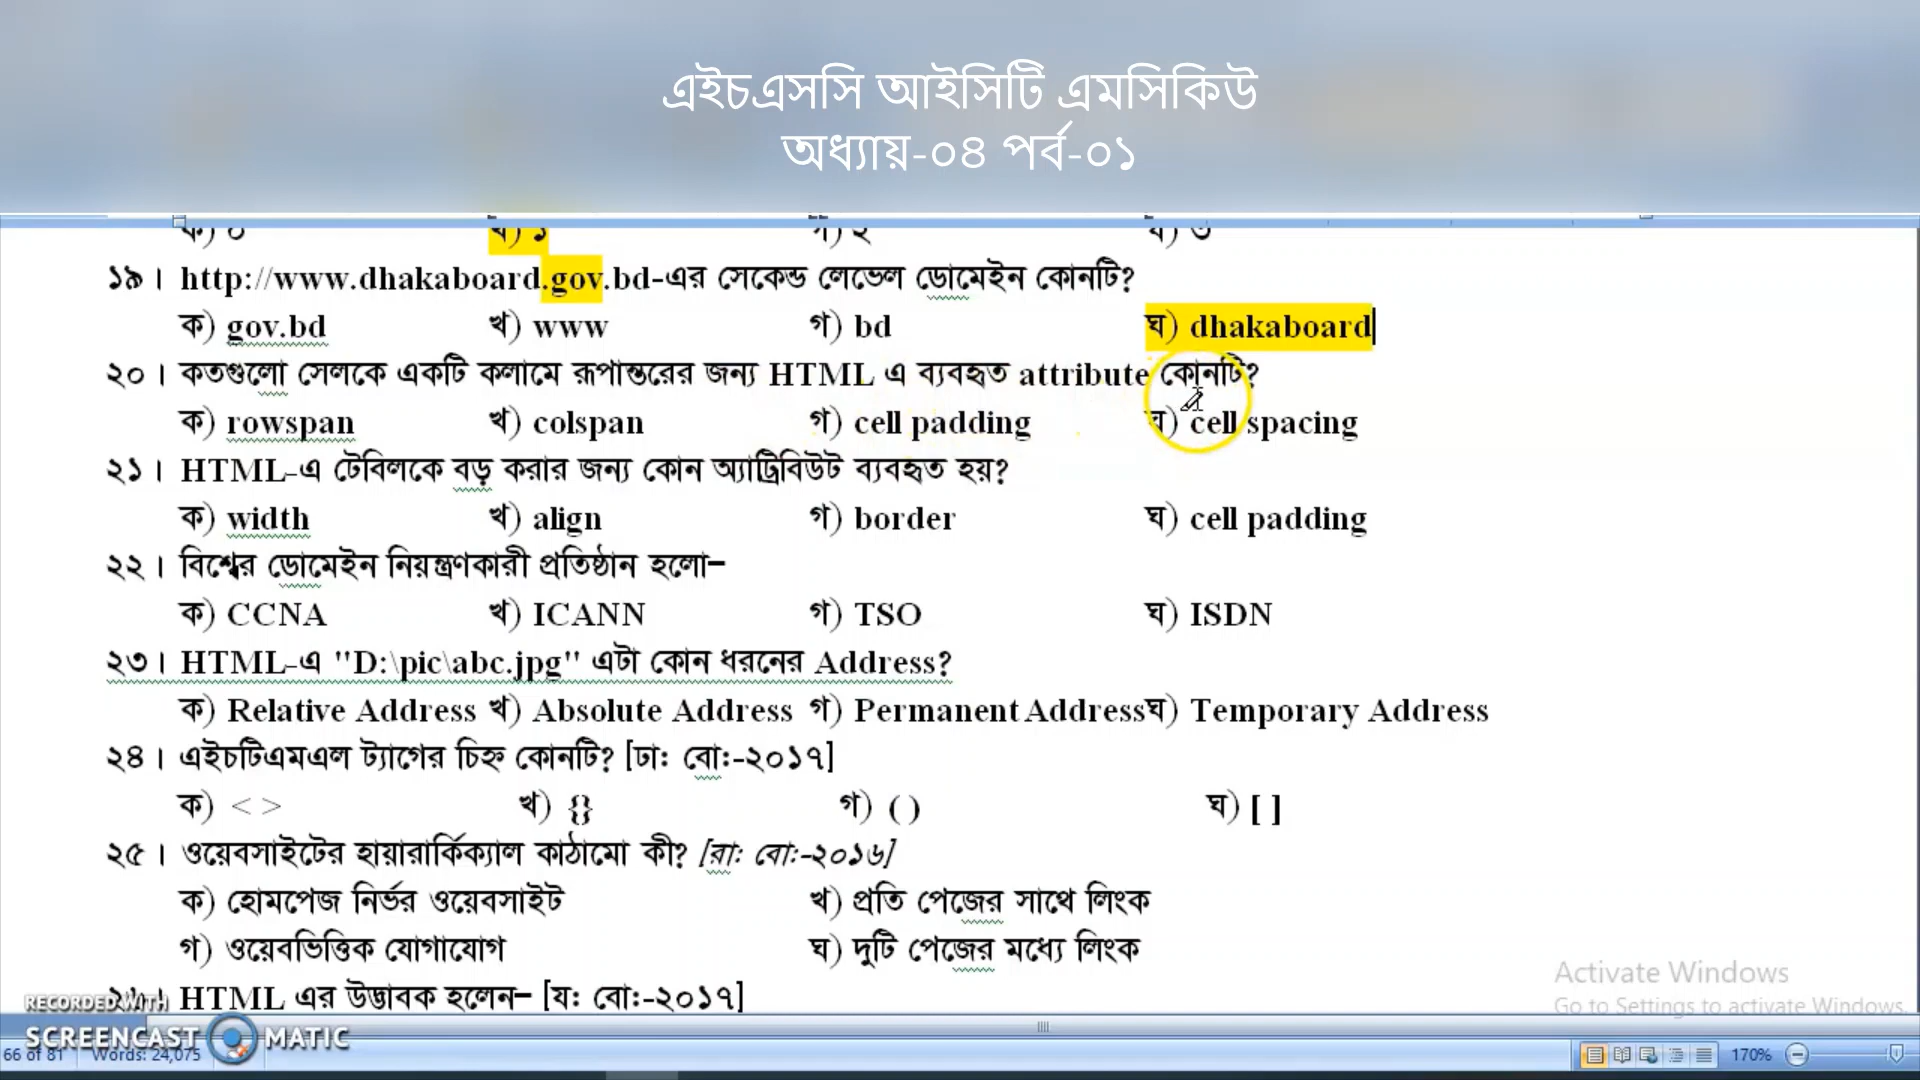 এইচএসসি আইসিটি এমসিকিউ
অধ্যায়-০৪ পর্ব-০১
ক) ০ খ) ১ গ) ২ ঘ) ৩
১৯। http://www.dhakaboard.gov.bd-এর সেকেন্ড লেভেল ডোমেইন কোনটি?
ক) gov.bd খ) www গ) bd ঘ) dhakaboard
২০। কতগুলো সেলকে একটি কলামে রূপান্তরের জন্য HTML এ ব্যবহৃত attribute কোনটি?
ক) rowspan খ) colspan গ) cell padding ঘ) cell spacing
২১। HTML-এ টেবিলকে বড় করার জন্য কোন অ্যাট্রিবিউট ব্যবহৃত হয়?
ক) width খ) align গ) border ঘ) cell padding
২২। বিশ্বের ডোমেইন নিয়ন্ত্রণকারী প্রতিষ্ঠান হলো–
ক) CCNA খ) ICANN গ) TSO ঘ) ISDN
২৩। HTML-এ "D:\pic\abc.jpg" এটা কোন ধরনের Address?
ক) Relative Address খ) Absolute Address গ) Permanent Address ঘ) Temporary Address
২৪। এইচটিএমএল ট্যাগের চিহ্ন কোনটি? [ঢা: বো:-২০১৭]
ক) < > খ) {} গ) ( ) ঘ) [ ]
২৫। ওয়েবসাইটের হায়ারার্কিক্যাল কাঠামো কী? [রা: বো:-২০১৬]
ক) হোমপেজ নির্ভর ওয়েবসাইট খ) প্রতি পেজের সাথে লিংক
গ) ওয়েবভিত্তিক যোগাযোগ ঘ) দুটি পেজের মধ্যে লিংক
২৬। HTML এর উদ্ভাবক হলেন– [য: বো:-২০১৭]
Activate Windows
Go to Settings to activate Windows.
RECORDED WITH
SCREENCAST MATIC
66 of 81 Words: 24,075 170%